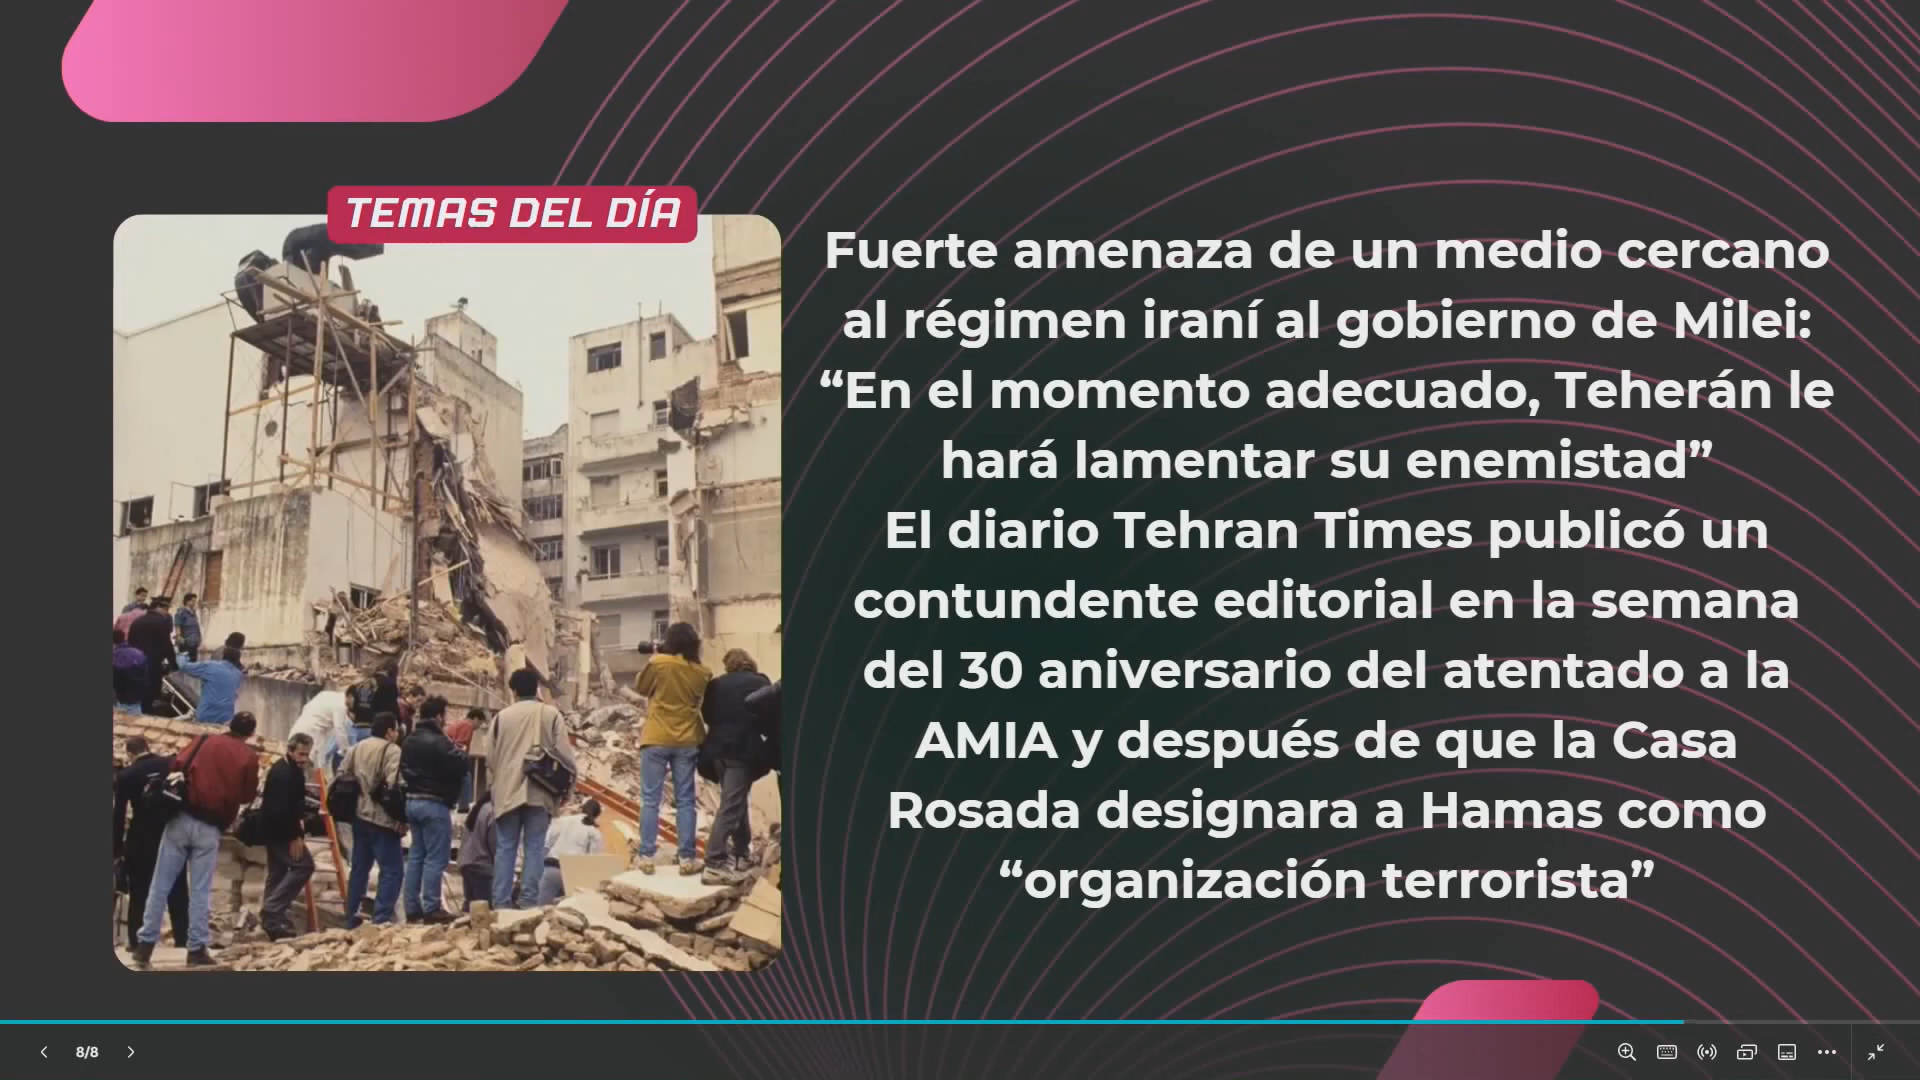 TEMAS DEL DÍA
Fuerte amenaza de un medio cercano
al régimen iraní al gobierno de Milei:
“En el momento adecuado, Teherán le
hará lamentar su enemistad”
El diario Tehran Times publicó un
contundente editorial en la semana
del 30 aniversario del atentado a la
AMIA y después de que la Casa
Rosada designara a Hamas como
“organización terrorista”
8/8